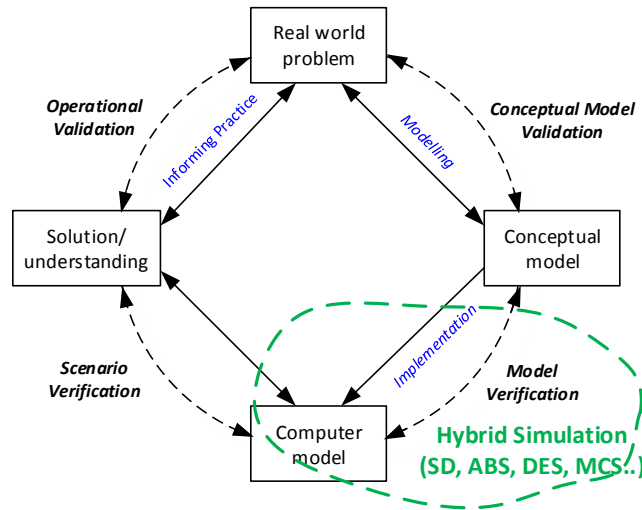 Real world
problem
Operational
Validation
Informing Practice
Modelling
Conceptual Model
Validation
Solution/
understanding
Conceptual
model
Scenario
Verification
Implementation
Model
Verification
Computer
model
Hybrid Simulation
(SD, ABS, DES, MCS..)